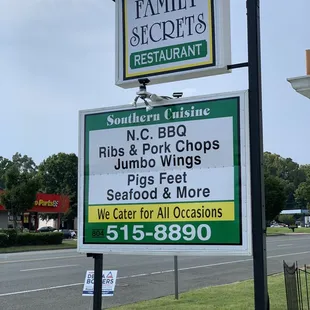 FAMILY
SECRETS
RESTAURANT
Southern Cuisine
N.C. BBQ
Ribs & Pork Chops
Jumbo Wings
Pigs Feet
Seafood & More
We Cater for All Occasions
804 515-8890